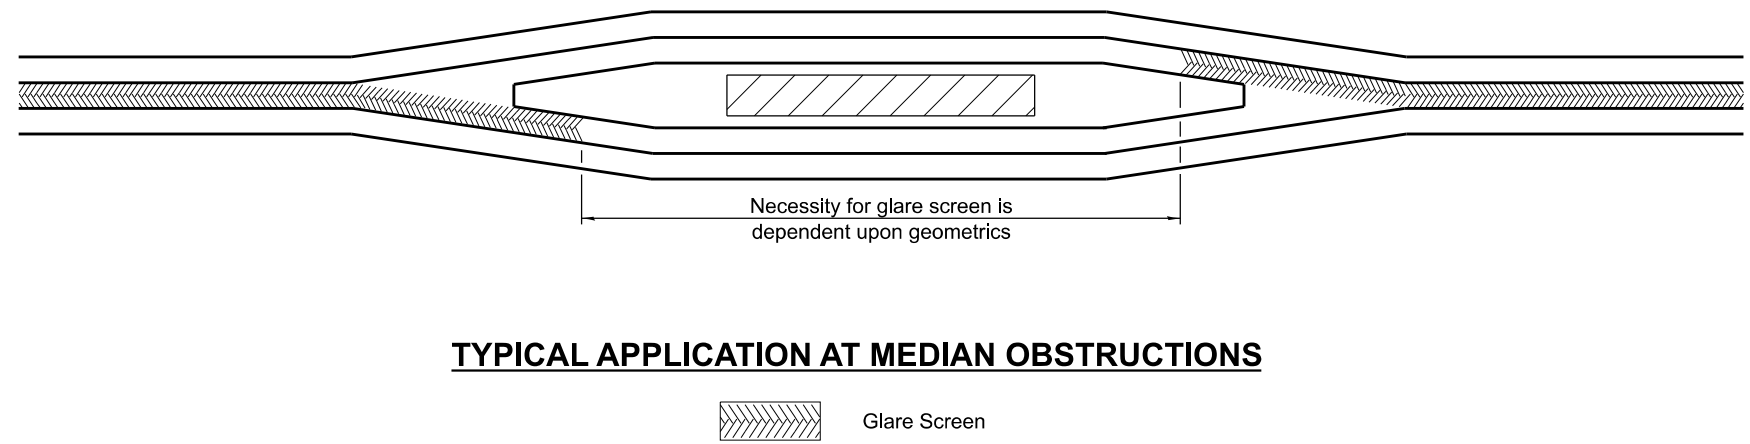 Necessity for glare screen is
dependent upon geometrics
TYPICAL APPLICATION AT MEDIAN OBSTRUCTIONS
Glare Screen